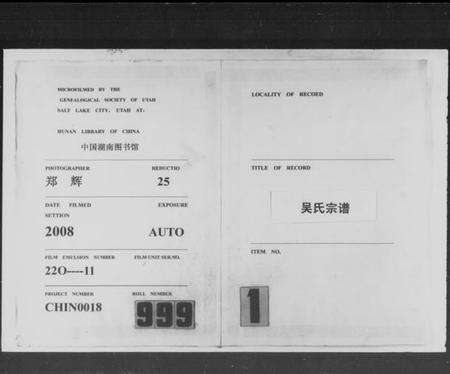 MICROFILMED BY THE
GENEALOGICAL SOCIETY OF UTAH
SALT LAKE CITY, UTAH AT:
HUNAN LIBRARY OF CHINA
中国湖南图书馆
PHOTOGRAPHER REDUCTIO
郑 辉 25
DATE FILMED EXPOSURE
SETTION
2008 AUTO
FILM EMULSION NUMBER FILM UNIT SER.NO.
22O----11
PROJECT NUMBER ROLL NUMBER
CHIN0018 999
LOCALITY OF RECOED
TITLE OF RECORD
吴氏宗谱
ITEM. NO.
1